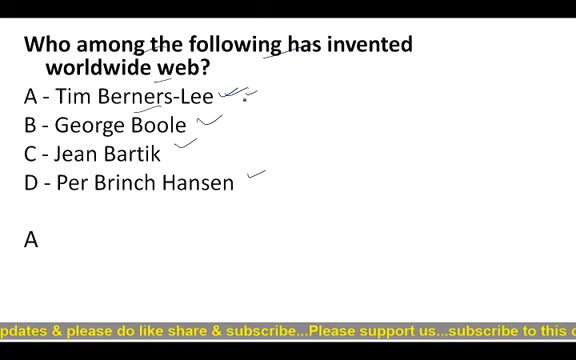 Who among the following has invented
worldwide web?
A - Tim Berners-Lee
B - George Boole
C - Jean Bartik
D - Per Brinch Hansen
A
updates & please do like share & subscribe...Please support us...subscribe to this